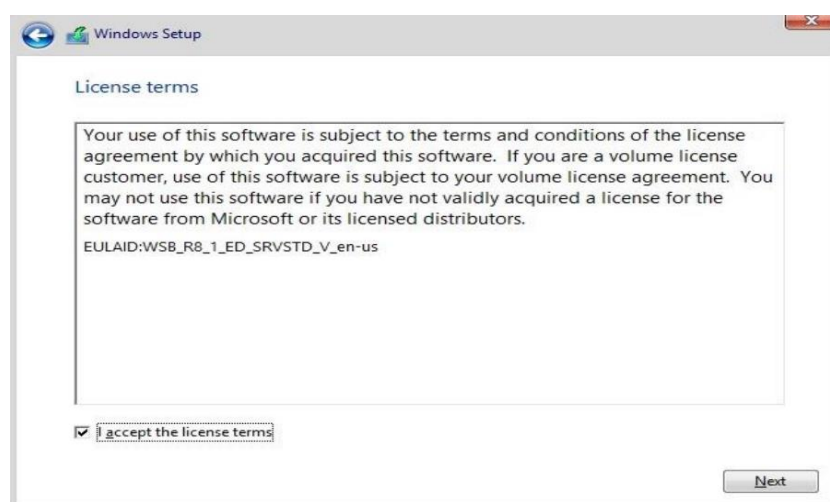 Windows Setup
License terms
Your use of this software is subject to the terms and conditions of the license
agreement by which you acquired this software.  If you are a volume license
customer, use of this software is subject to your volume license agreement.  You
may not use this software if you have not validly acquired a license for the
software from Microsoft or its licensed distributors.
EULAID:WSB_R8_1_ED_SRVSTD_V_en-us
I accept the license terms
Next